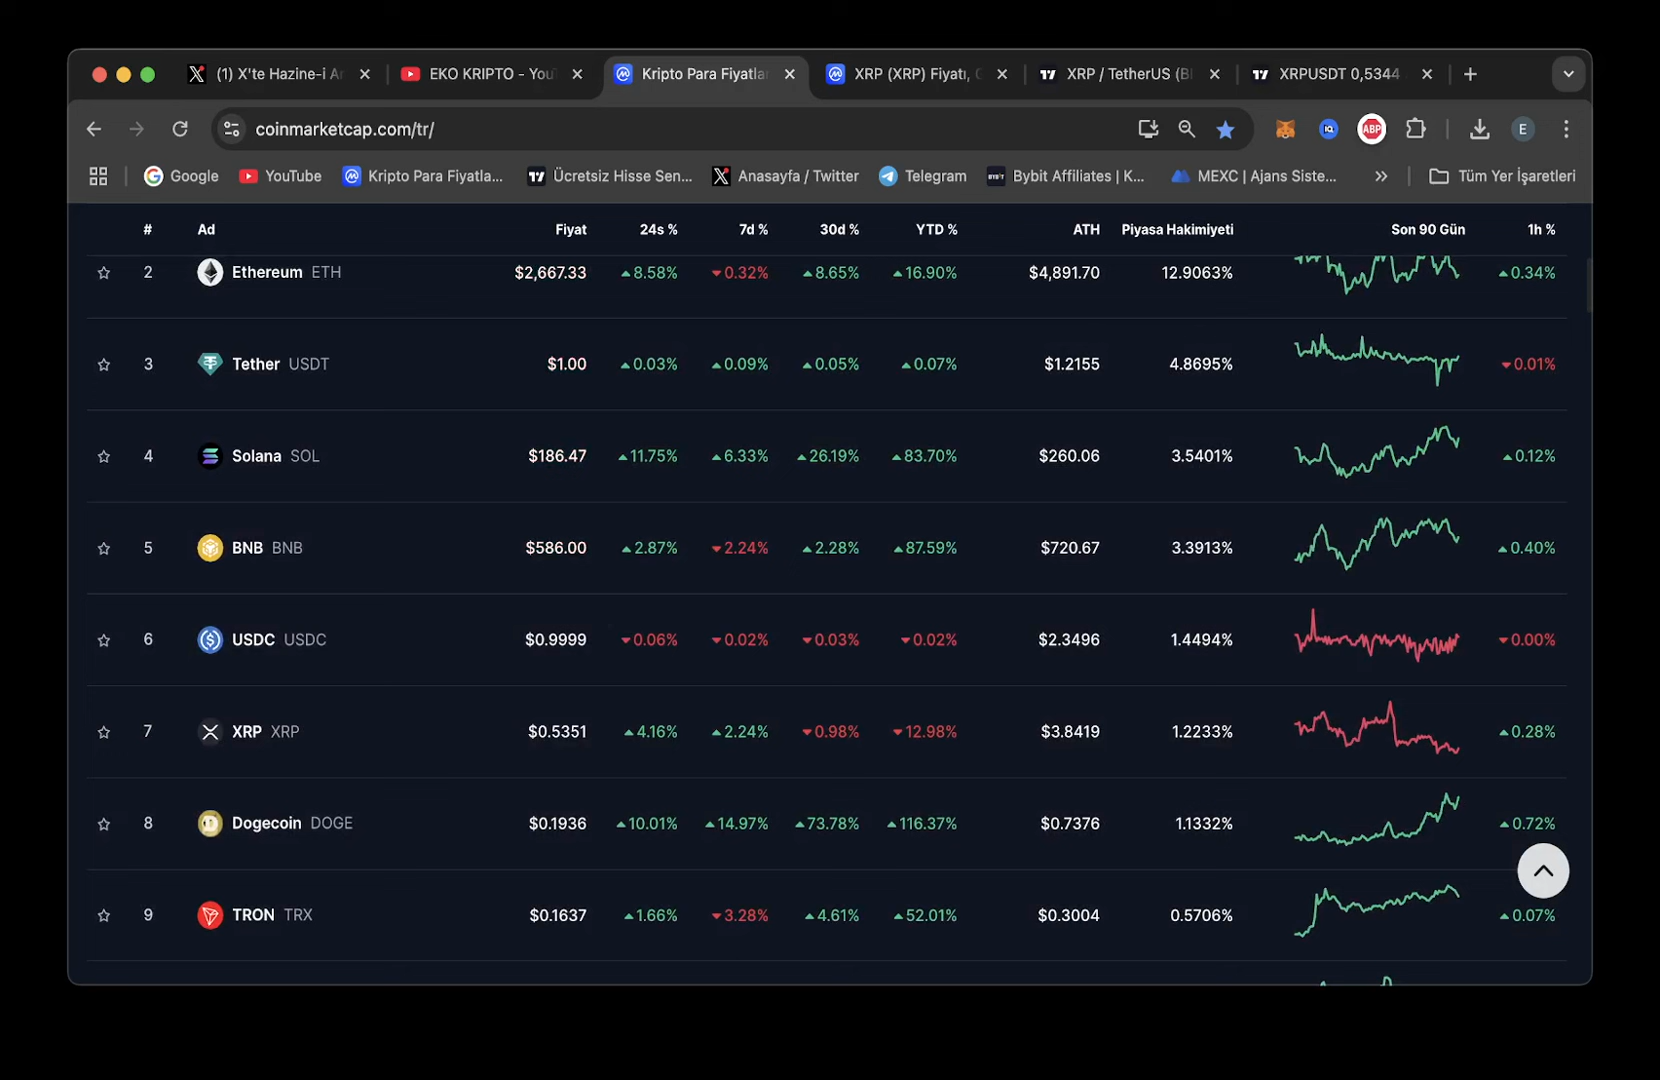 (1) X'te Hazine-i Ar
EKO KRIPTO - You
Kripto Para Fiyatla
XRP (XRP) Fiyatı, G
XRP / TetherUS (BI
XRPUSDT 0,5344
coinmarketcap.com/tr/
ABP
E
Google
YouTube
Kripto Para Fiyatla...
Ücretsiz Hisse Sen...
Anasayfa / Twitter
Telegram
Bybit Affiliates | K...
MEXC | Ajans Siste...
Tüm Yer İşaretleri
# Ad Fiyat 24s % 7d % 30d % YTD % ATH Piyasa Hakimiyeti Son 90 Gün 1h %
2 Ethereum ETH $2,667.33 8.58% 0.32% 8.65% 16.90% $4,891.70 12.9063% 0.34%
3 Tether USDT $1.00 0.03% 0.09% 0.05% 0.07% $1.2155 4.8695% 0.01%
4 Solana SOL $186.47 11.75% 6.33% 26.19% 83.70% $260.06 3.5401% 0.12%
5 BNB BNB $586.00 2.87% 2.24% 2.28% 87.59% $720.67 3.3913% 0.40%
6 USDC USDC $0.9999 0.06% 0.02% 0.03% 0.02% $2.3496 1.4494% 0.00%
7 XRP XRP $0.5351 4.16% 2.24% 0.98% 12.98% $3.8419 1.2233% 0.28%
8 Dogecoin DOGE $0.1936 10.01% 14.97% 73.78% 116.37% $0.7376 1.1332% 0.72%
9 TRON TRX $0.1637 1.66% 3.28% 4.61% 52.01% $0.3004 0.5706% 0.07%